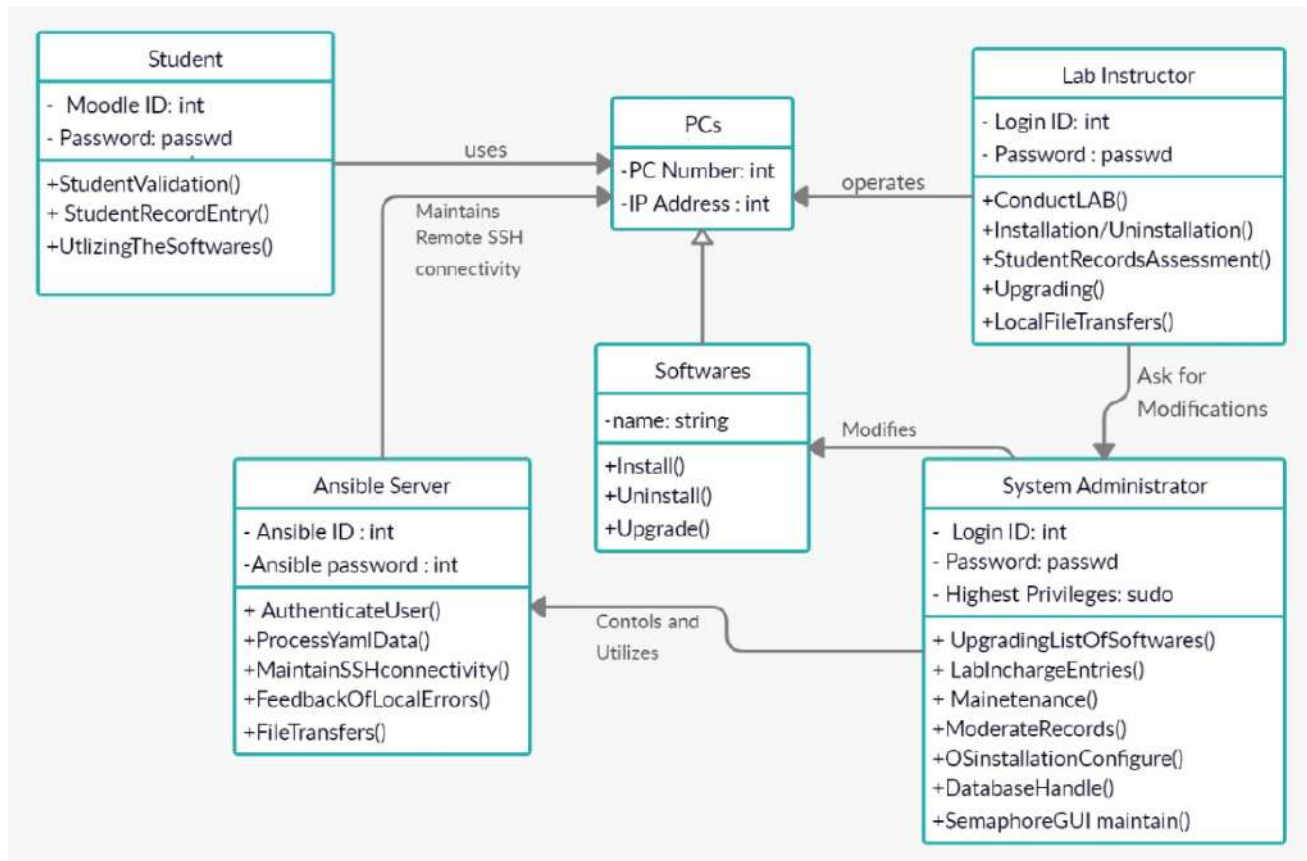 Student
- Moodle ID: int
- Password: passwd
+StudentValidation()
+ StudentRecordEntry()
+UtlizingTheSoftwares()
uses
Maintains
Remote SSH
connectivity
PCs
-PC Number: int
-IP Address : int
operates
Lab Instructor
- Login ID: int
- Password : passwd
+ConductLAB()
+Installation/Uninstallation()
+StudentRecordsAssessment()
+Upgrading()
+LocalFileTransfers()
Ask for
Modifications
Softwares
-name: string
+Install()
+Uninstall()
+Upgrade()
Modifies
Ansible Server
- Ansible ID : int
-Ansible password : int
+ AuthenticateUser()
+ProcessYamlData()
+MaintainSSHconnectivity()
+FeedbackOfLocalErrors()
+FileTransfers()
Contols and
Utilizes
System Administrator
- Login ID: int
- Password: passwd
- Highest Privileges: sudo
+ UpgradingListOfSoftwares()
+ LabInchargeEntries()
+ Mainetenance()
+ModerateRecords()
+OSinstallationConfigure()
+DatabaseHandle()
+SemaphoreGUI maintain()